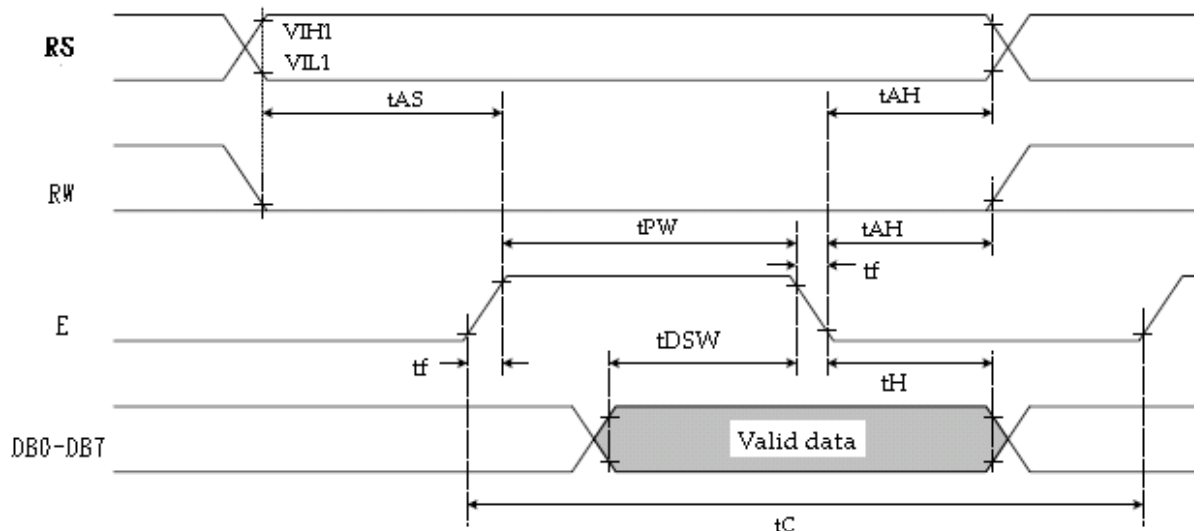 RS
VIH1
VIL1
tAS
tAH
RW
tPW
tAH
tf
E
tDSW
tf
tH
DB0-DB7
Valid data
tC